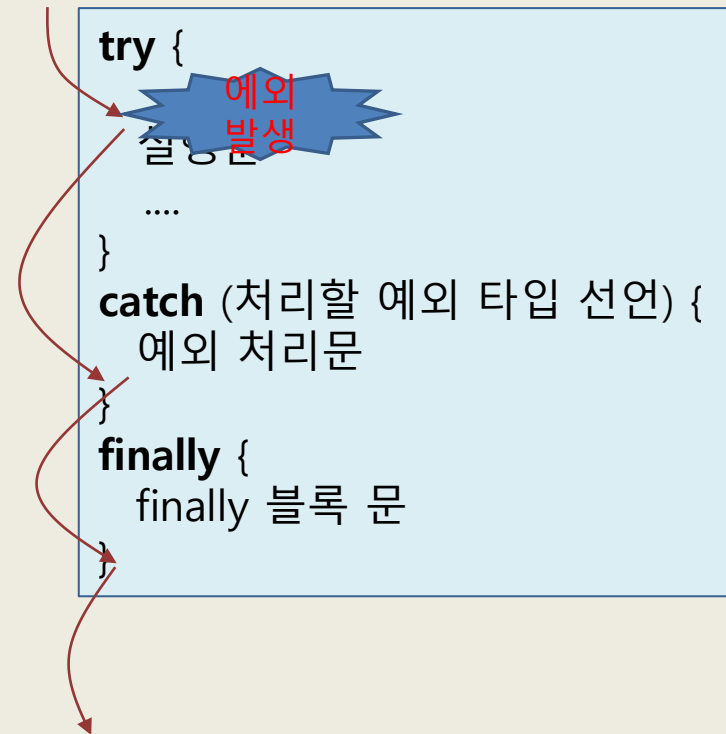 try {
에외
발생
....
}
catch (처리할 예외 타입 선언) {
예외 처리문
}
finally {
finally 블록 문
}